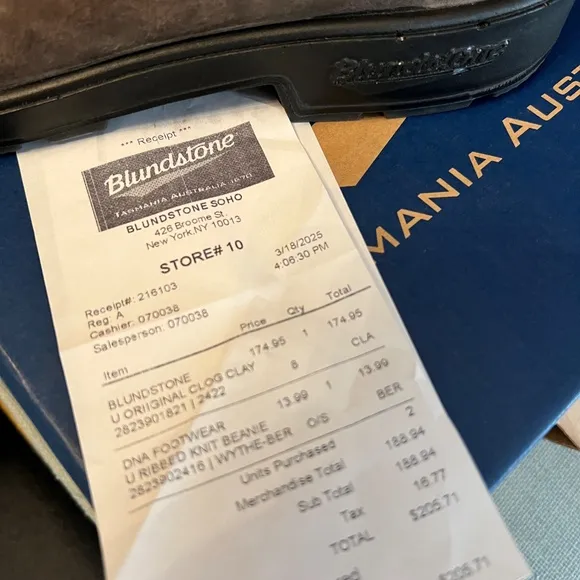 Blundstone
*** Receipt ***
Blundstone
TASMANIA AUSTRALIA 1870
BLUNDSTONE SOHO
426 Broome St.
New York, NY 10013
STORE# 10
3/18/2025
4:06:30 PM
Receipt#: 216103
Reg: A
Cashier: 070038
Salesperson: 070038
Item Price Qty Total
BLUNDSTONE 174.95 1 174.95
U ORIIGINAL CLOG CLAY 8 CLA
2823901821 | 2422
DNA FOOTWEAR 13.99 1 13.99
U RIBBED KNIT BEANIE O/S BER
2823902416 | WYTHE-BER
Units Purchased 2
Merchandise Total 188.94
Sub Total 188.94
Tax 16.77
TOTAL $205.71
$205.71
MANIA AUST